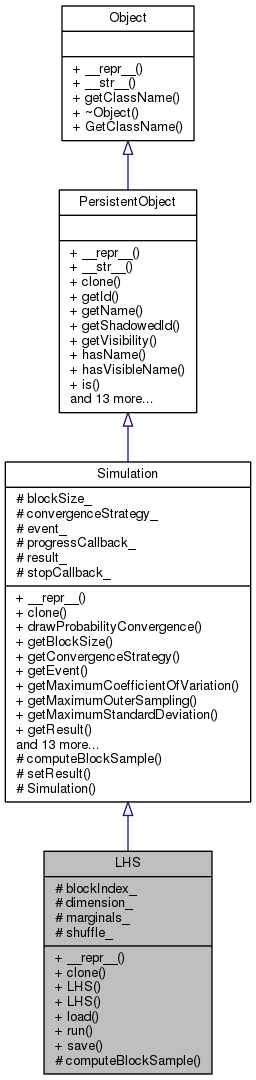 Object
+ __repr__()
+ __str__()
+ getClassName()
+ ~Object()
+ GetClassName()
PersistentObject
+ __repr__()
+ __str__()
+ clone()
+ getId()
+ getName()
+ getShadowedId()
+ getVisibility()
+ hasName()
+ hasVisibleName()
+ is()
and 13 more...
Simulation
# blockSize_
# convergenceStrategy_
# event_
# progressCallback_
# result_
# stopCallback_
+ __repr__()
+ clone()
+ drawProbabilityConvergence()
+ getBlockSize()
+ getConvergenceStrategy()
+ getEvent()
+ getMaximumCoefficientOfVariation()
+ getMaximumOuterSampling()
+ getMaximumStandardDeviation()
+ getResult()
and 13 more...
# computeBlockSample()
# setResult()
# Simulation()
LHS
# blockIndex_
# dimension_
# marginals_
# shuffle_
+ __repr__()
+ clone()
+ LHS()
+ LHS()
+ load()
+ run()
+ save()
# computeBlockSample()